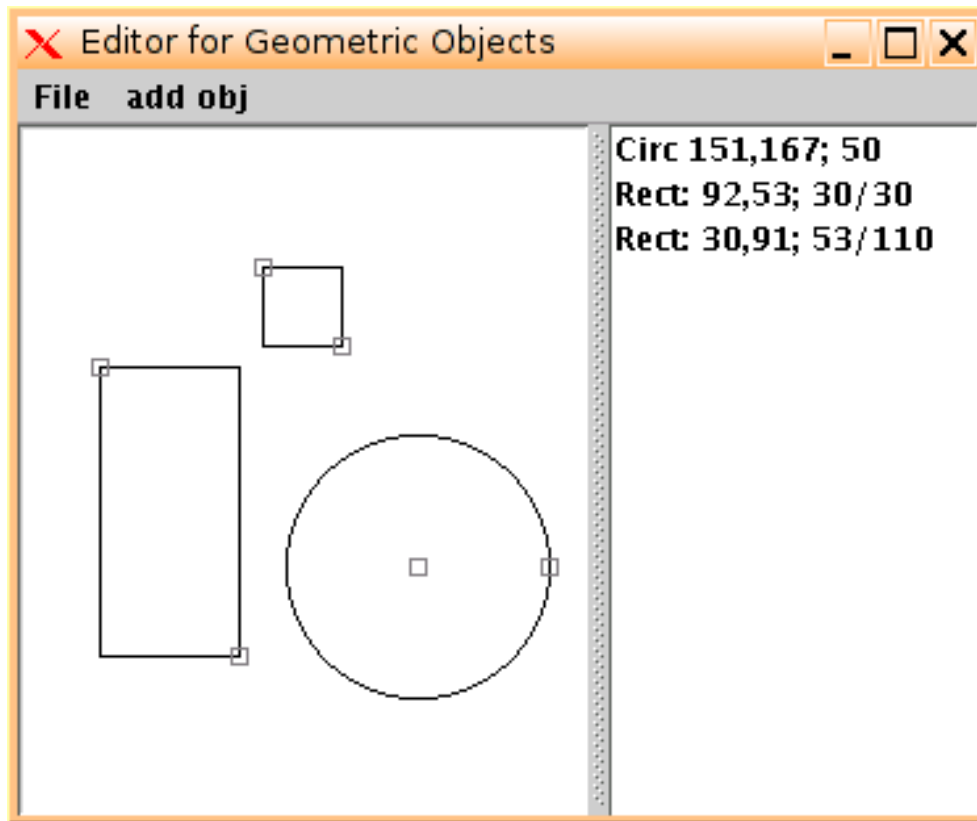 Editor for Geometric Objects
File add obj
Circ 151,167; 50
Rect: 92,53; 30/30
Rect: 30,91; 53/110